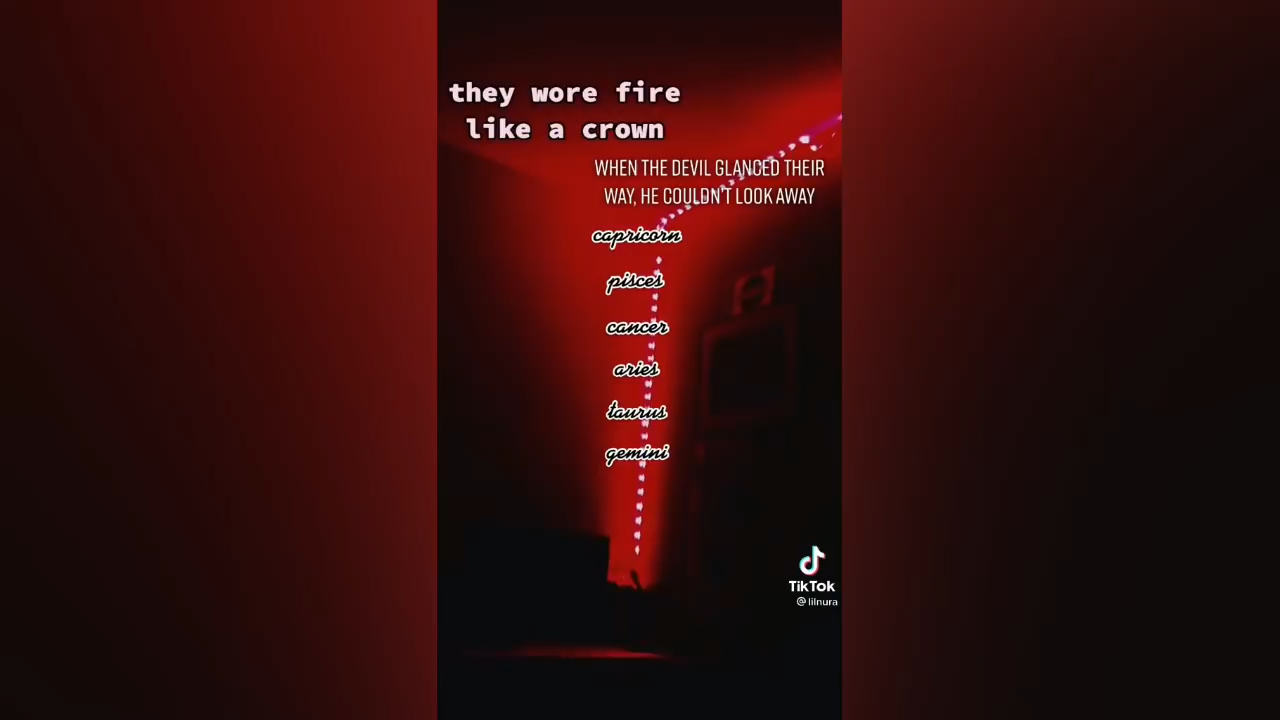 they wore fire
like a crown
WHEN THE DEVIL GLANCED THEIR
WAY, HE COULDN'T LOOK AWAY
capricorn
pisces
cancer
aries
taurus
gemini
TikTok
@lilnura